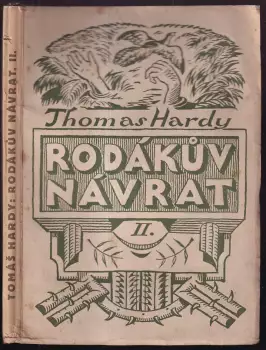 TOMÁŠ HARDY: RODÁKŮV NÁVRAT. II.
Thomas Hardy
RODÁKŮV
NÁVRAT
II.